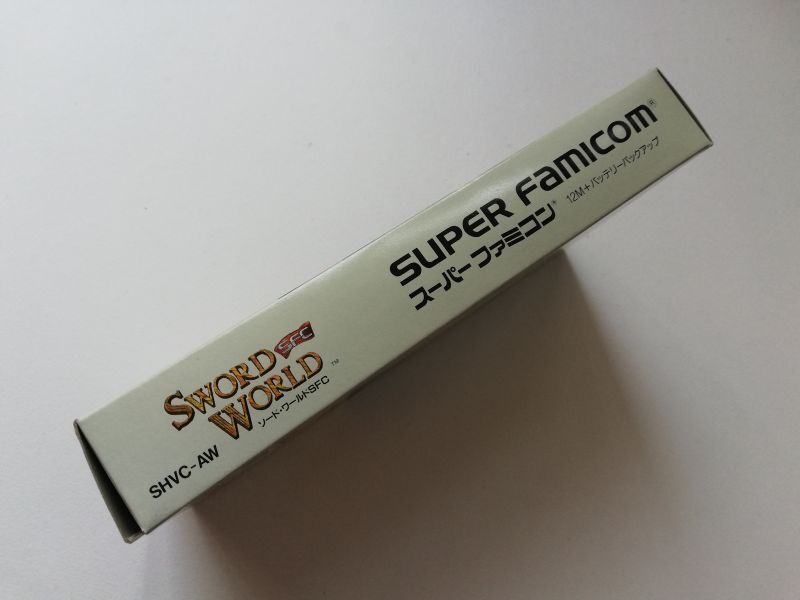 SUPER Famicom®
スーパーファミコン®
12M+バッテリーバックアップ
SWORD
WORLD
SFC
TM
ソード・ワールドSFC
SHVC-AW